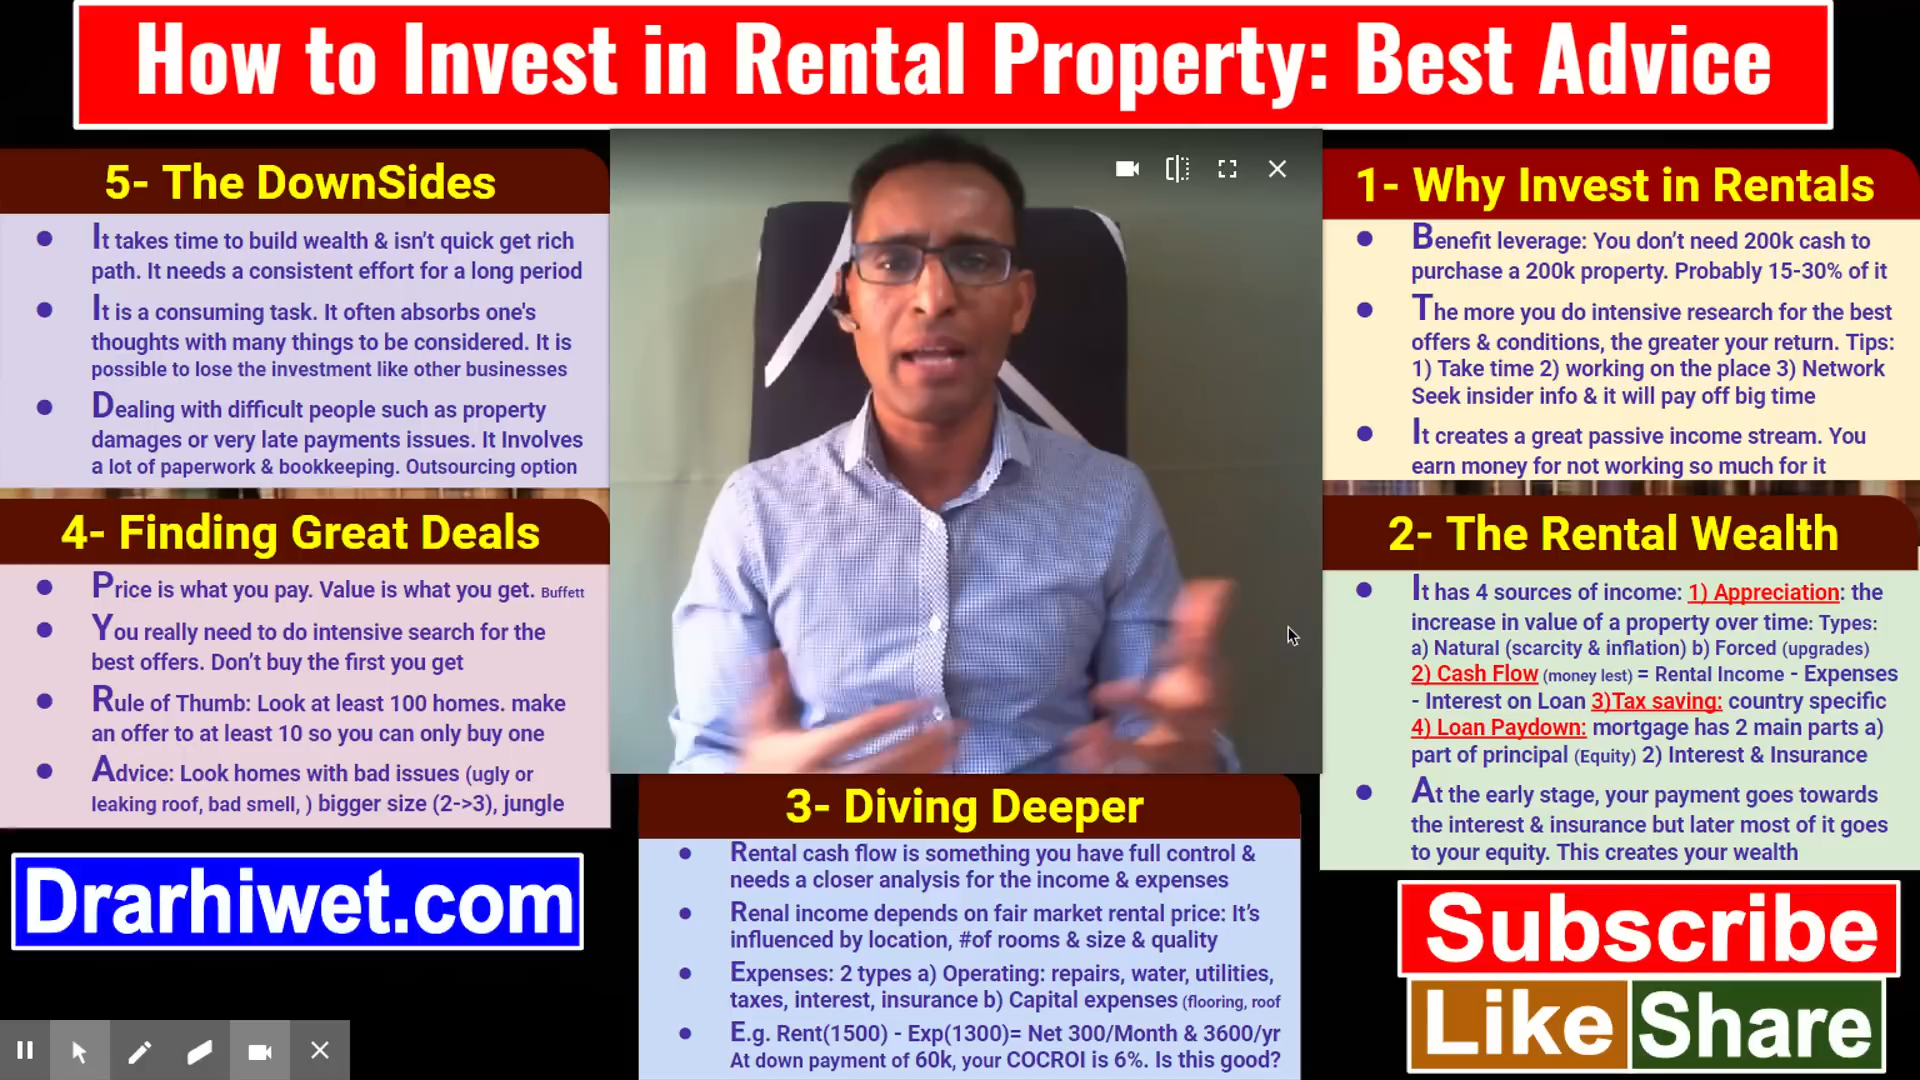 How to Invest in Rental Property: Best Advice
5- The DownSides
It takes time to build wealth & isn't quick get rich
path. It needs a consistent effort for a long period
It is a consuming task. It often absorbs one's
thoughts with many things to be considered. It is
possible to lose the investment like other businesses
Dealing with difficult people such as property
damages or very late payments issues. It Involves
a lot of paperwork & bookkeeping. Outsourcing option
4- Finding Great Deals
Price is what you pay. Value is what you get. Buffett
You really need to do intensive search for the
best offers. Don't buy the first you get
Rule of Thumb: Look at least 100 homes. make
an offer to at least 10 so you can only buy one
Advice: Look homes with bad issues (ugly or
leaking roof, bad smell, ) bigger size (2->3), jungle
Drarhiwet.com
1- Why Invest in Rentals
Benefit leverage: You don't need 200k cash to
purchase a 200k property. Probably 15-30% of it
The more you do intensive research for the best
offers & conditions, the greater your return. Tips:
1) Take time 2) working on the place 3) Network
Seek insider info & it will pay off big time
It creates a great passive income stream. You
earn money for not working so much for it
2- The Rental Wealth
It has 4 sources of income: 1) Appreciation: the
increase in value of a property over time: Types:
a) Natural (scarcity & inflation) b) Forced (upgrades)
2) Cash Flow (money lest) = Rental Income - Expenses
- Interest on Loan 3)Tax saving: country specific
4) Loan Paydown: mortgage has 2 main parts a)
part of principal (Equity) 2) Interest & Insurance
At the early stage, your payment goes towards
the interest & insurance but later most of it goes
to your equity. This creates your wealth
3- Diving Deeper
Rental cash flow is something you have full control &
needs a closer analysis for the income & expenses
Renal income depends on fair market rental price: It's
influenced by location, #of rooms & size & quality
Expenses: 2 types a) Operating: repairs, water, utilities,
taxes, interest, insurance b) Capital expenses (flooring, roof
E.g. Rent(1500) - Exp(1300)= Net 300/Month & 3600/yr
At down payment of 60k, your COCROI is 6%. Is this good?
Subscribe
Like Share